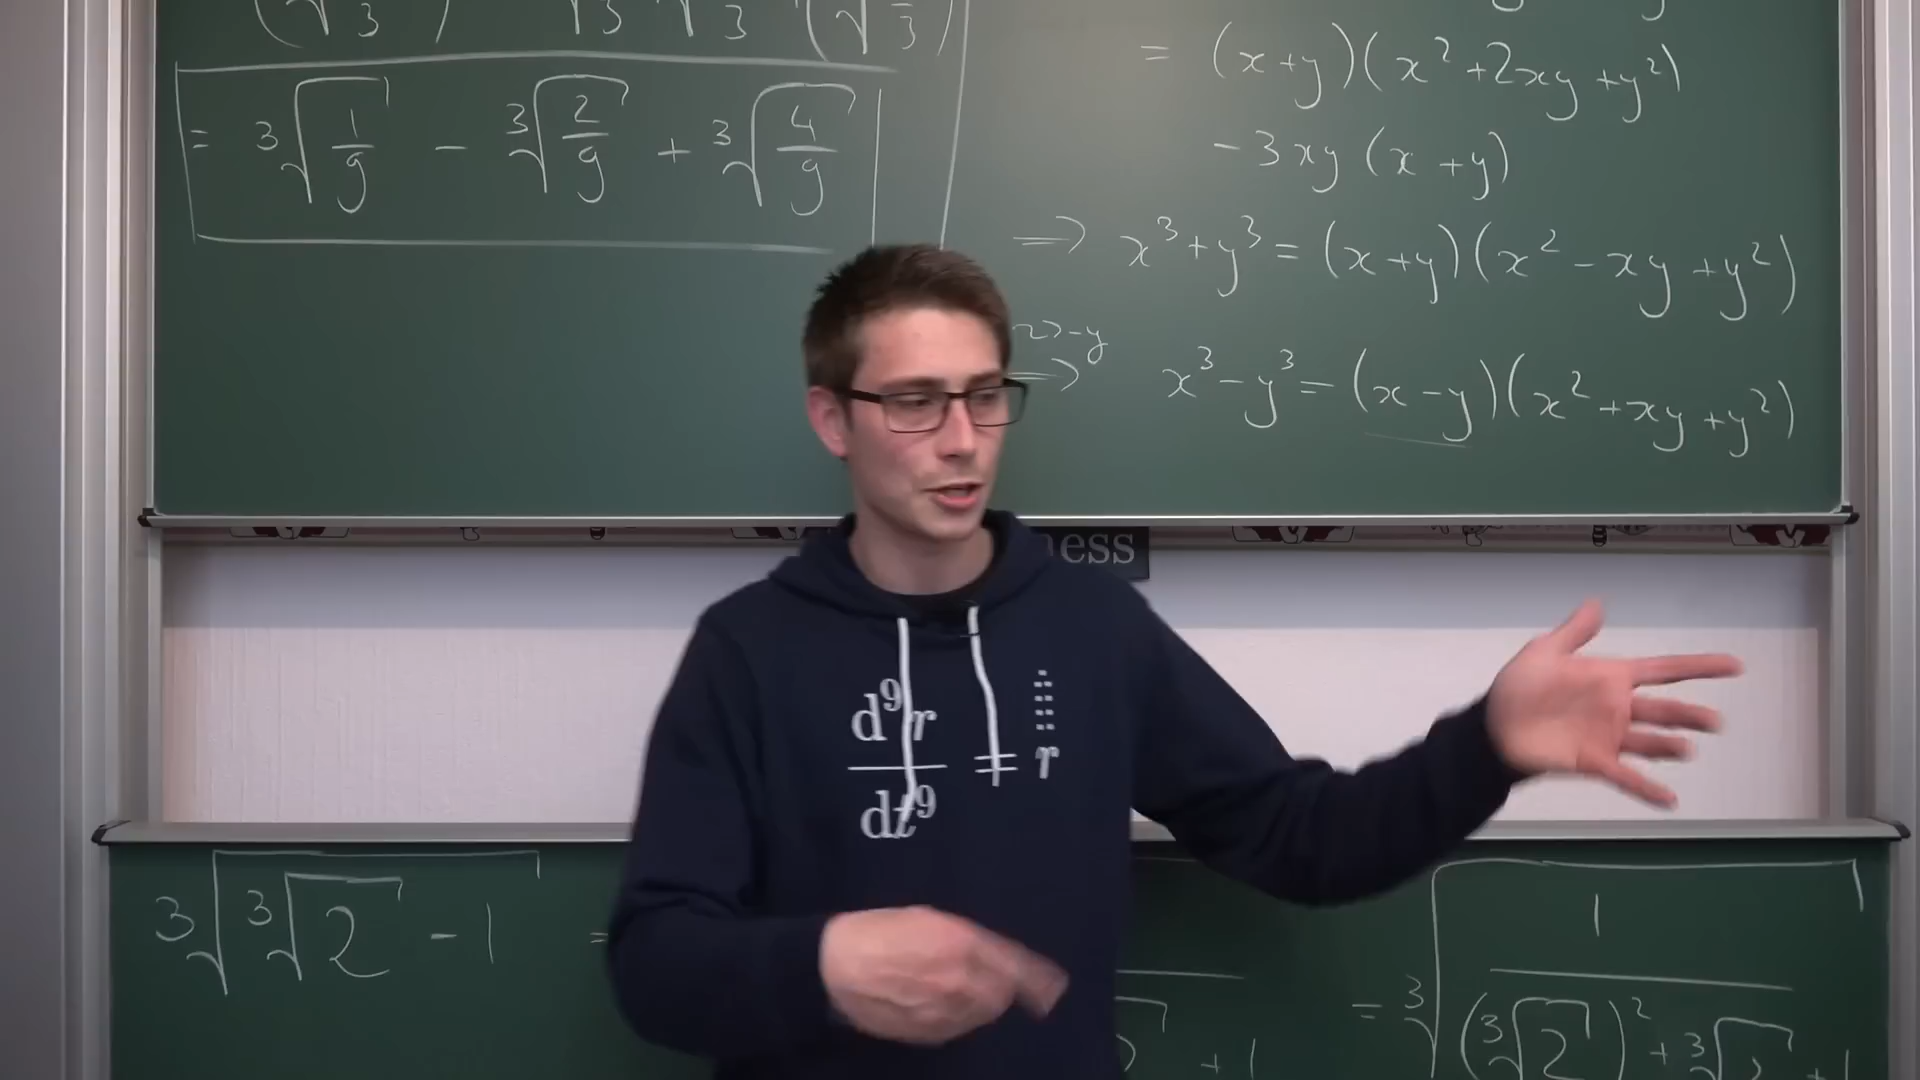 = ∛(1/9) - ∛(2/9) + ∛(4/9)
= (x+y)(x²+2xy+y²)
-3xy(x+y)
⇒ x³+y³=(x+y)(x²-xy+y²)
~>-y
⇒ x³-y³=(x-y)(x²+xy+y²)
d⁹r/dt⁹ =
r
∛(∛2 - 1) =
+1
= ∛(1/((∛2)²+∛